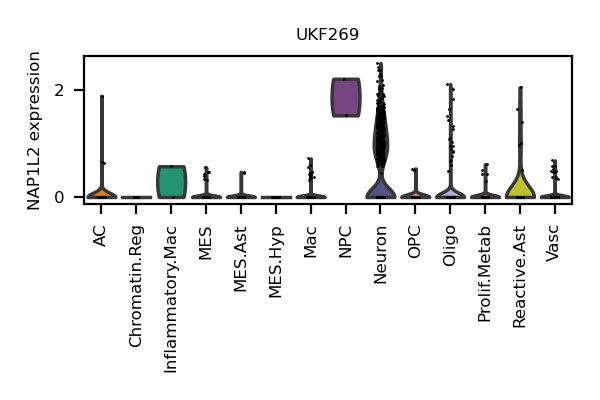 UKF269
NAP1L2 expression
2
0
AC
Chromatin.Reg
Inflammatory.Mac
MES
MES.Ast
MES.Hyp
Mac
NPC
Neuron
OPC
Oligo
Prolif.Metab
Reactive.Ast
Vasc